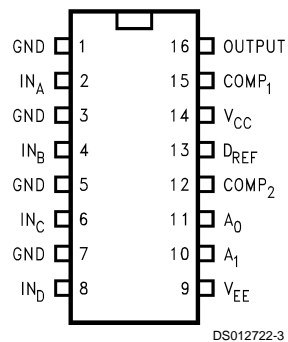 GND 1 16 OUTPUT
IN_A 2 15 COMP_1
GND 3 14 V_CC
IN_B 4 13 D_REF
GND 5 12 COMP_2
IN_C 6 11 A_0
GND 7 10 A_1
IN_D 8 9 V_EE
DS012722-3